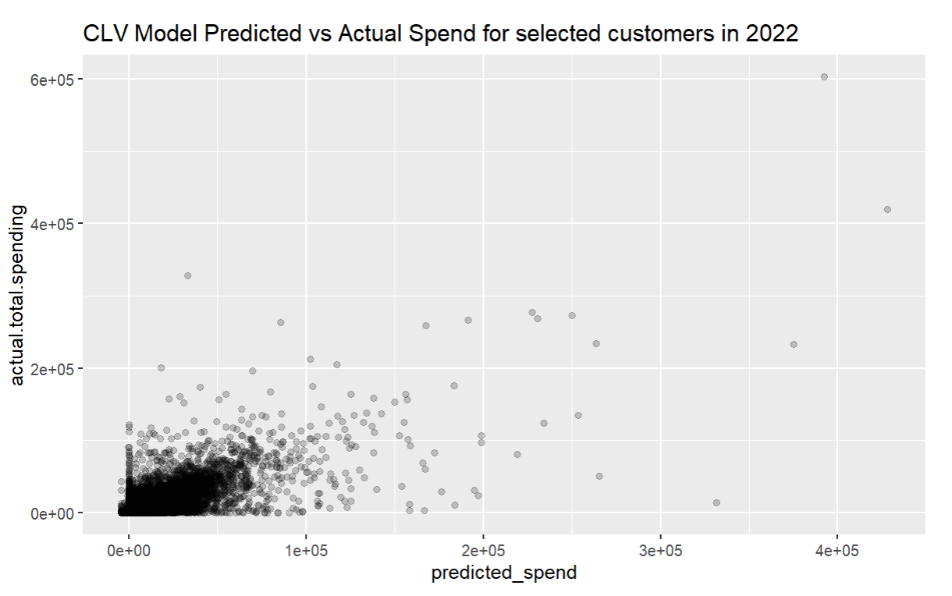 CLV Model Predicted vs Actual Spend for selected customers in 2022
actual.total.spending
6e+05
4e+05
2e+05
0e+00
0e+00 1e+05 2e+05 3e+05 4e+05
predicted_spend